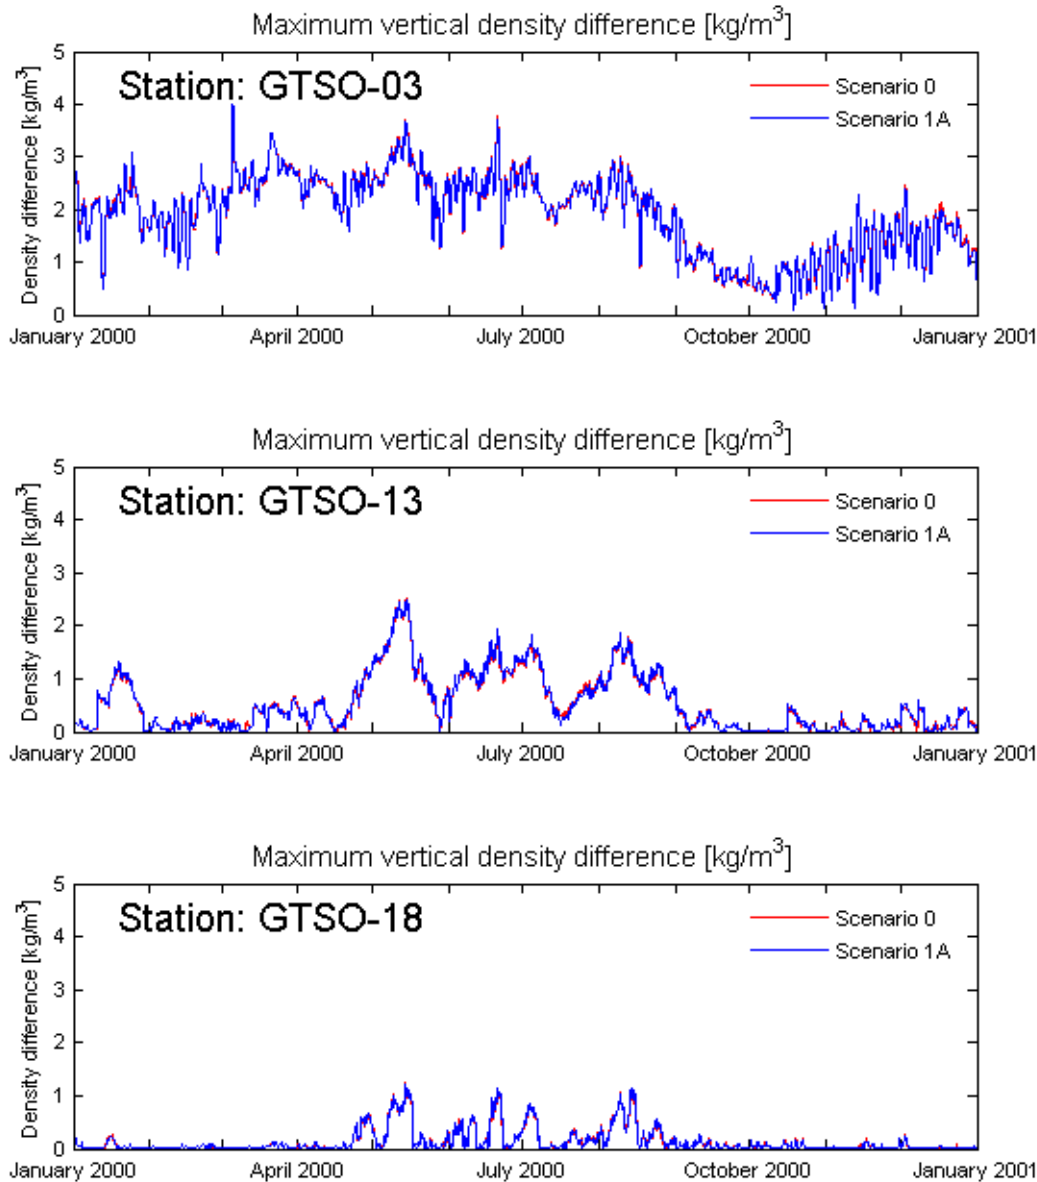 Maximum vertical density difference [kg/m³]
Density difference [kg/m³]
5
4
3
2
1
0
Station: GTSO-03
Scenario 0
Scenario 1A
January 2000
April 2000
July 2000
October 2000
January 2001
Maximum vertical density difference [kg/m³]
Density difference [kg/m³]
5
4
3
2
1
0
Station: GTSO-13
Scenario 0
Scenario 1A
January 2000
April 2000
July 2000
October 2000
January 2001
Maximum vertical density difference [kg/m³]
Density difference [kg/m³]
5
4
3
2
1
0
Station: GTSO-18
Scenario 0
Scenario 1A
January 2000
April 2000
July 2000
October 2000
January 2001